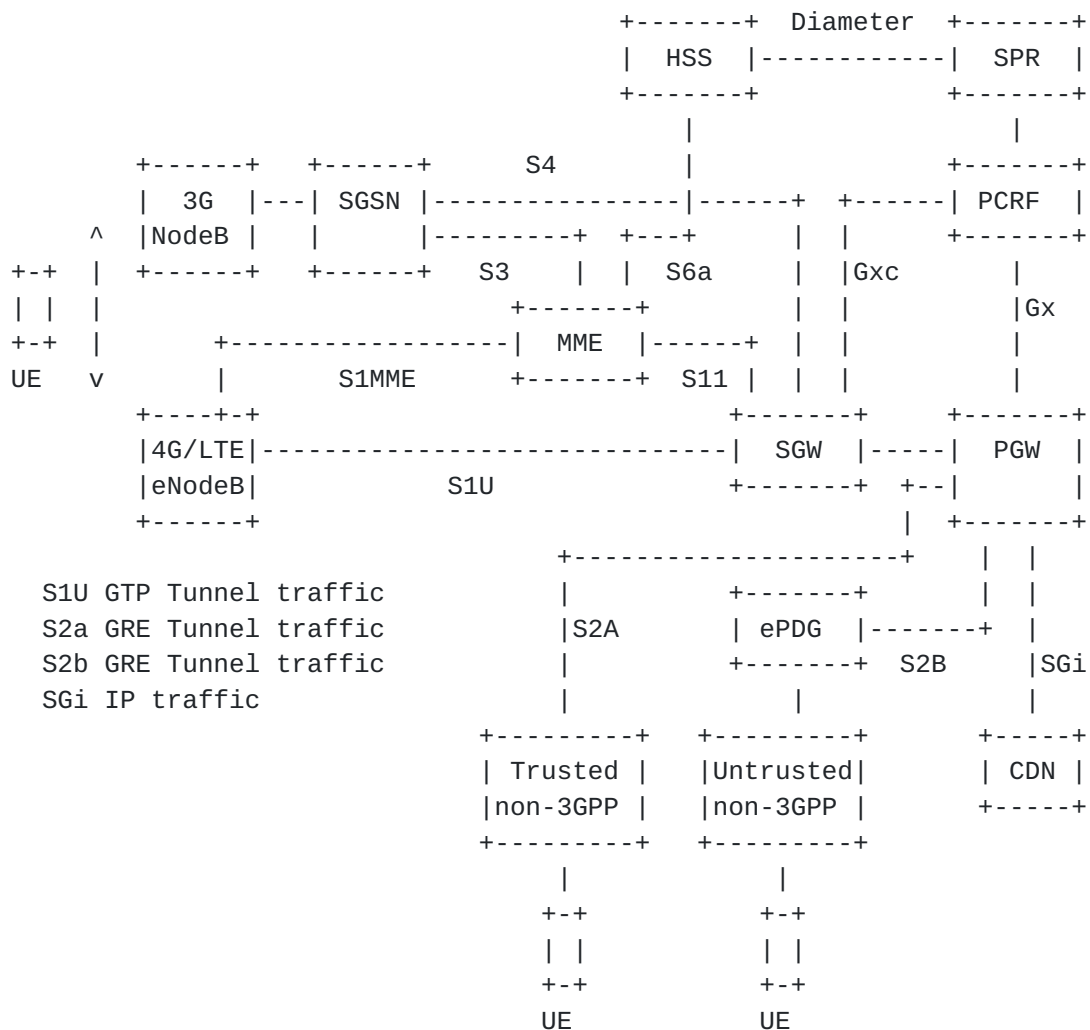 Diameter
HSS SPR
S4
3G SGSN PCRF
NodeB
S3 S6a Gxc
Gx
MME
UE S1MME S11
4G/LTE SGW PGW
eNodeB S1U
S1U GTP Tunnel traffic
S2a GRE Tunnel traffic S2A ePDG
S2b GRE Tunnel traffic S2B SGi
SGi IP traffic
Trusted Untrusted CDN
non-3GPP non-3GPP
UE UE